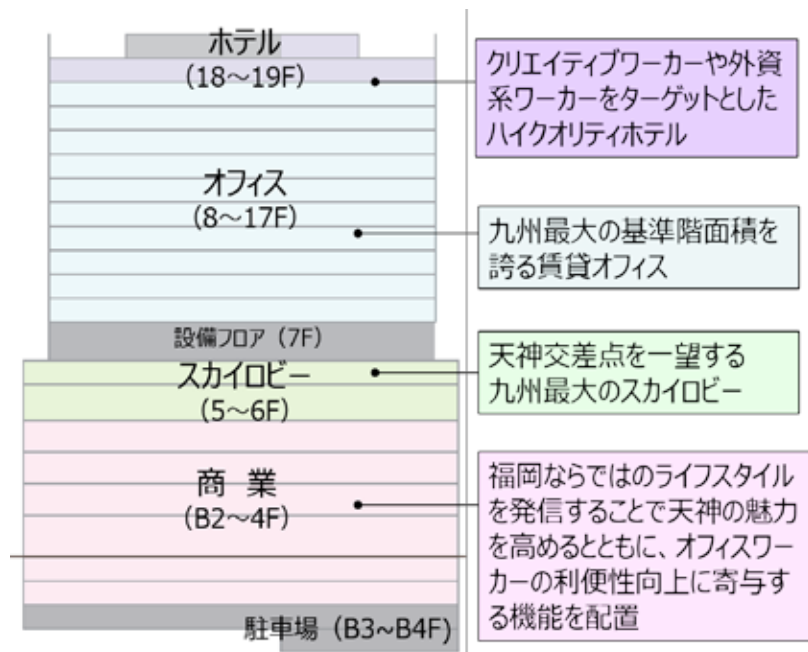 ホテル
(18～19F)
クリエイティブワーカーや外資
系ワーカーをターゲットとした
ハイクオリティホテル
オフィス
(8～17F)
九州最大の基準階面積を
誇る賃貸オフィス
設備フロア (7F)
スカイロビー
(5～6F)
天神交差点を一望する
九州最大のスカイロビー
商 業
(B2～4F)
福岡ならではのライフスタイル
を発信することで天神の魅力
を高めるとともに、オフィスワー
カーの利便性向上に寄与す
る機能を配置
駐車場 (B3~B4F)